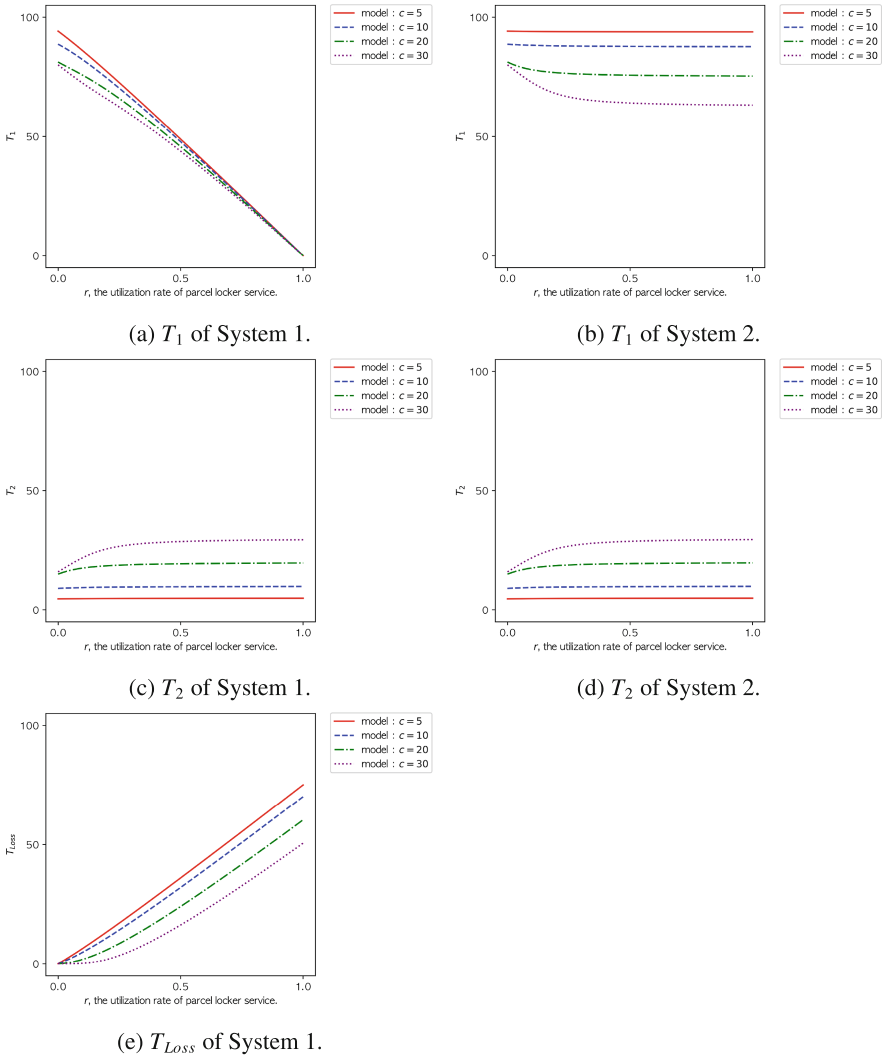 100
50
0
T1
0.0 0.5 1.0
r, the utilization rate of parcel locker service.
model : c = 5
model : c = 10
model : c = 20
model : c = 30
(a) T1 of System 1.
100
50
0
T1
0.0 0.5 1.0
r, the utilization rate of parcel locker service.
model : c = 5
model : c = 10
model : c = 20
model : c = 30
(b) T1 of System 2.
100
50
0
T2
0.0 0.5 1.0
r, the utilization rate of parcel locker service.
model : c = 5
model : c = 10
model : c = 20
model : c = 30
(c) T2 of System 1.
100
50
0
T2
0.0 0.5 1.0
r, the utilization rate of parcel locker service.
model : c = 5
model : c = 10
model : c = 20
model : c = 30
(d) T2 of System 2.
100
50
0
TLoss
0.0 0.5 1.0
r, the utilization rate of parcel locker service.
model : c = 5
model : c = 10
model : c = 20
model : c = 30
(e) TLoss of System 1.